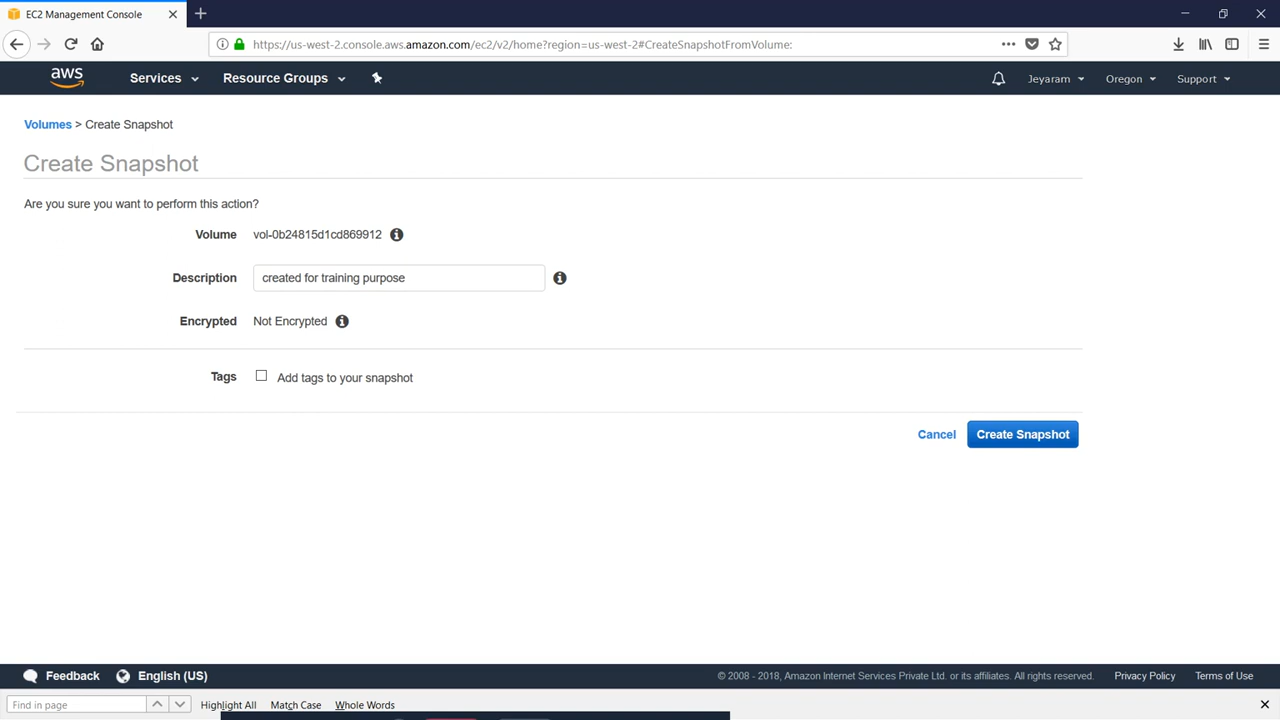 EC2 Management Console
https://us-west-2.console.aws.amazon.com/ec2/v2/home?region=us-west-2#CreateSnapshotFromVolume:
aws Services Resource Groups Jeyaram Oregon Support
Volumes > Create Snapshot
Create Snapshot
Are you sure you want to perform this action?
Volume vol-0b24815d1cd869912
Description created for training purpose
Encrypted Not Encrypted
Tags Add tags to your snapshot
Cancel Create Snapshot
Feedback English (US) © 2008 - 2018, Amazon Internet Services Private Ltd. or its affiliates. All rights reserved. Privacy Policy Terms of Use
Find in page Highlight All Match Case Whole Words